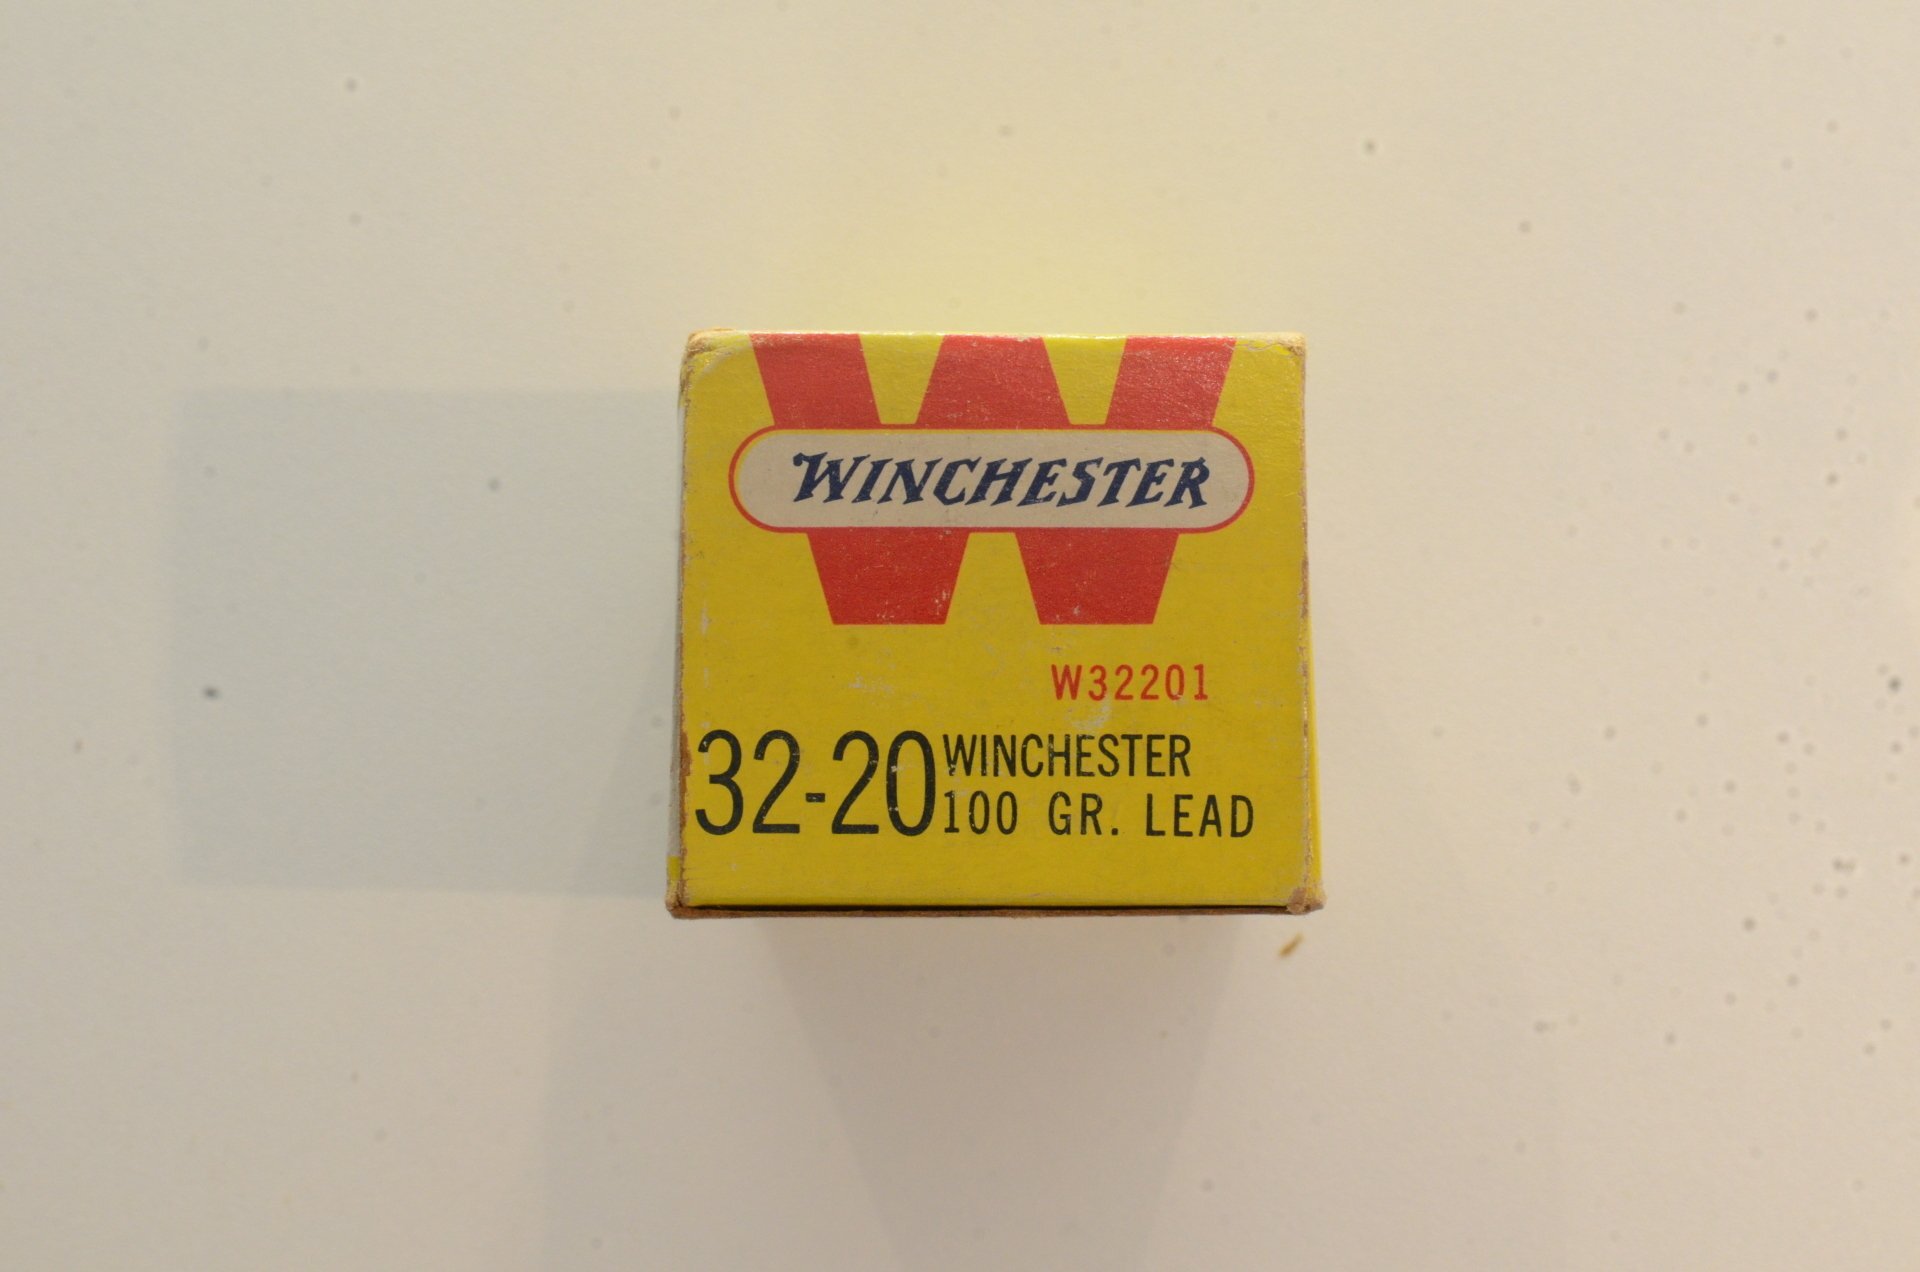 WINCHESTER
W32201
32-20 WINCHESTER
100 GR. LEAD